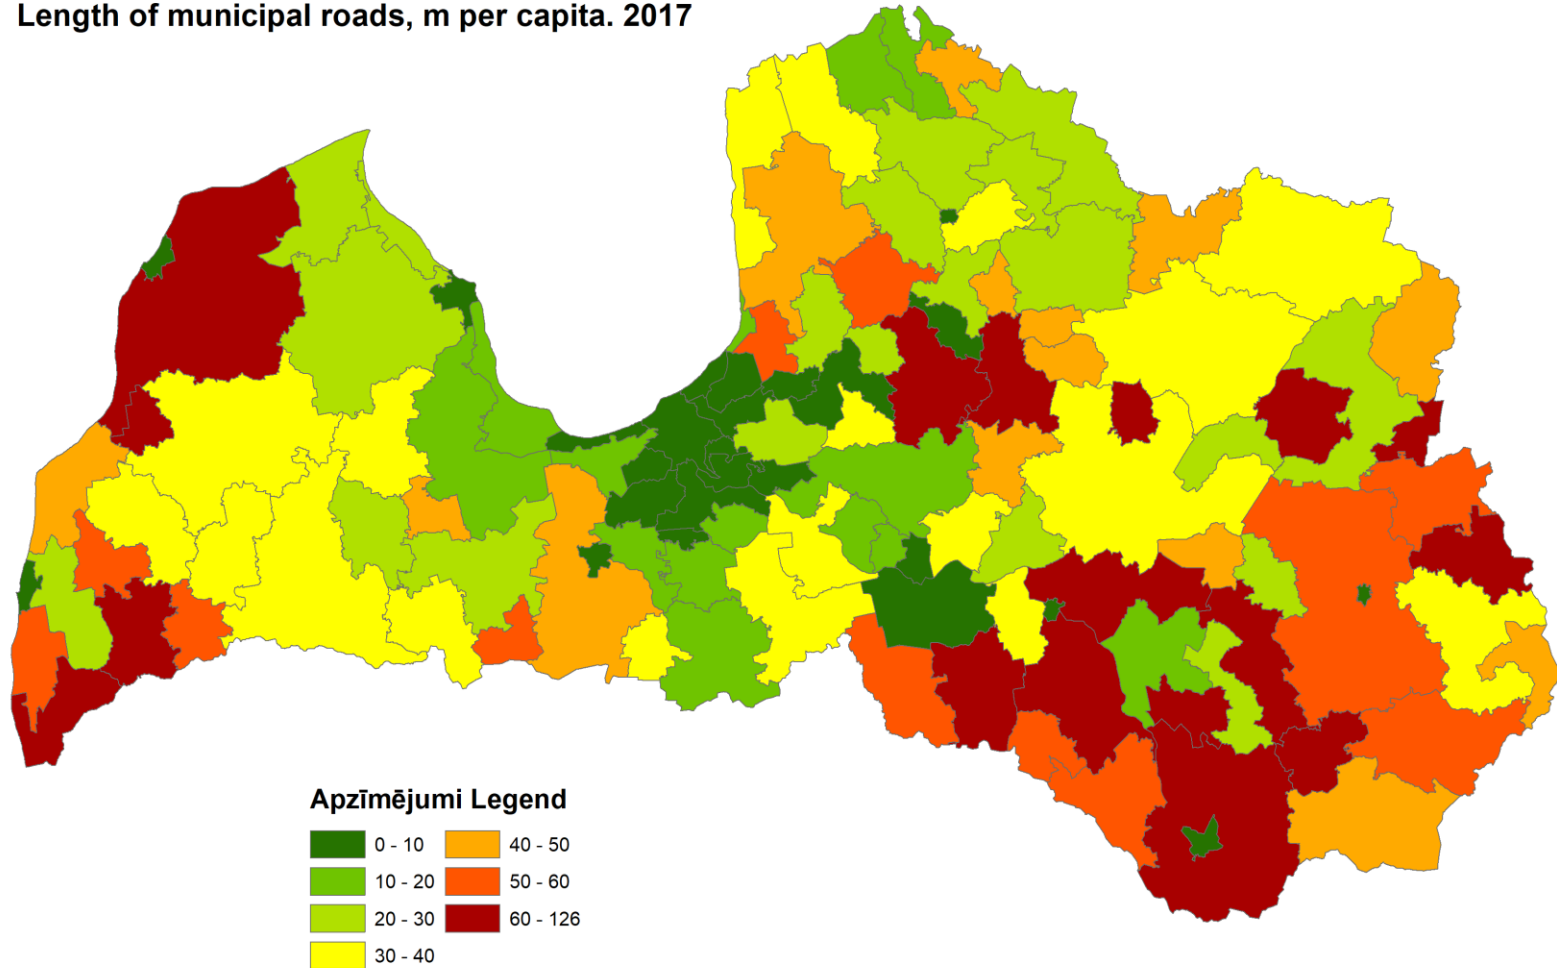 Length of municipal roads, m per capita. 2017
Apzīmējumi Legend
0 - 10
40 - 50
10 - 20
50 - 60
20 - 30
60 - 126
30 - 40